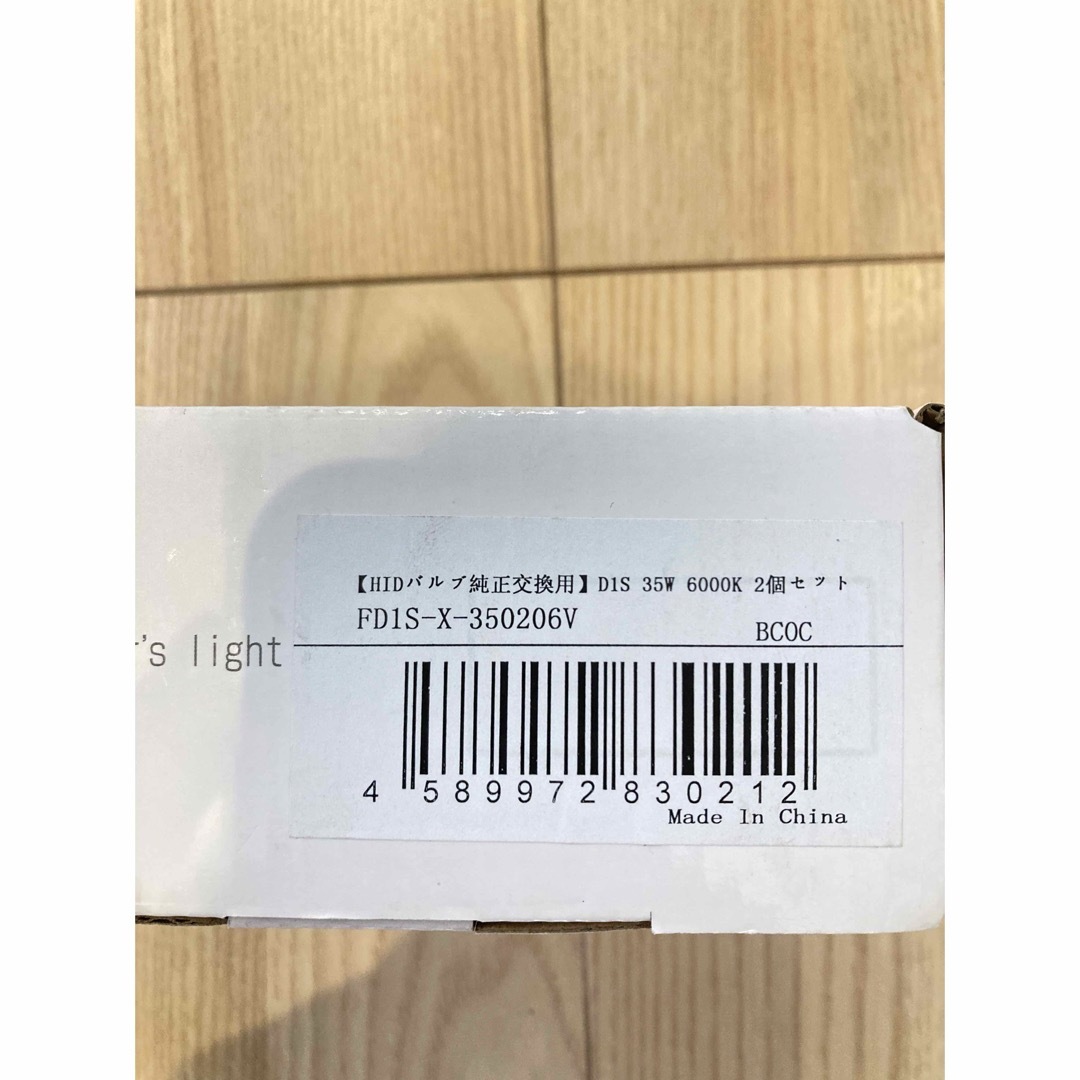 【HIDバルブ純正交換用】D1S 35W 6000K 2個セット
FD1S-X-350206V
BC0C
's light
4 589972 830212
Made In China